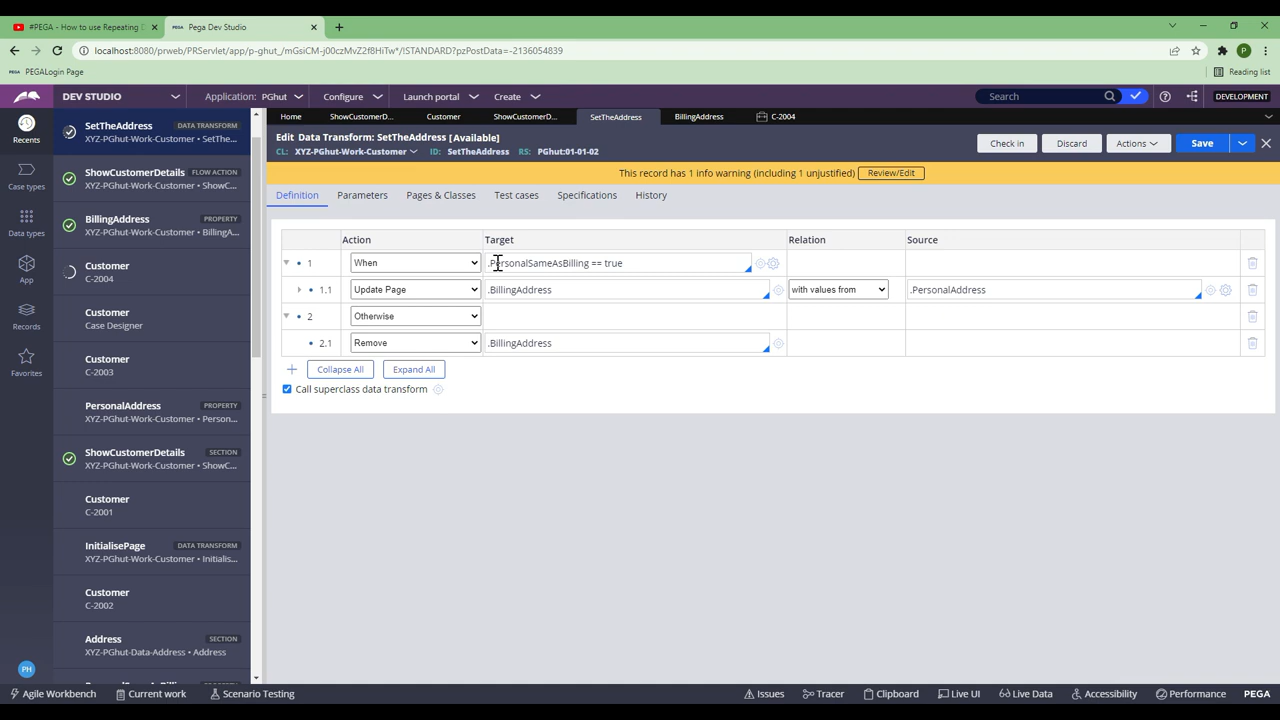 #PEGA - How to use Repeating D
Pega Dev Studio
localhost:8080/prweb/PRServlet/app/p-ghut_/mGsiCM-j00czMvZ2f8HiTw*/!STANDARD?pzPostData=-2136054839
PEGALogin Page
Reading list
DEV STUDIO
Application: PGhut
Configure
Launch portal
Create
Search
DEVELOPMENT
Recents
Case types
Data types
App
Records
Favorites
PH
SetTheAddress DATA TRANSFORM
XYZ-PGhut-Work-Customer • SetThe...
ShowCustomerDetails FLOW ACTION
XYZ-PGhut-Work-Customer • ShowC...
BillingAddress PROPERTY
XYZ-PGhut-Work-Customer • BillingA...
Customer
C-2004
Customer
Case Designer
Customer
C-2003
PersonalAddress PROPERTY
XYZ-PGhut-Work-Customer • Person...
ShowCustomerDetails SECTION
XYZ-PGhut-Work-Customer • ShowC...
Customer
C-2001
InitialisePage DATA TRANSFORM
XYZ-PGhut-Work-Customer • Initialis...
Customer
C-2002
Address SECTION
XYZ-PGhut-Data-Address • Address
Home
ShowCustomerD...
Customer
ShowCustomerD...
SetTheAddress
BillingAddress
C-2004
Edit Data Transform: SetTheAddress [Available]
CL: XYZ-PGhut-Work-Customer ID: SetTheAddress RS: PGhut:01-01-02
Check in
Discard
Actions
Save
This record has 1 info warning (including 1 unjustified) Review/Edit
Definition
Parameters
Pages & Classes
Test cases
Specifications
History
Action Target Relation Source
1 When .PersonalSameAsBilling == true
1.1 Update Page .BillingAddress with values from .PersonalAddress
2 Otherwise
2.1 Remove .BillingAddress
Collapse All
Expand All
Call superclass data transform
Agile Workbench
Current work
Scenario Testing
Issues
Tracer
Clipboard
Live UI
Live Data
Accessibility
Performance
PEGA